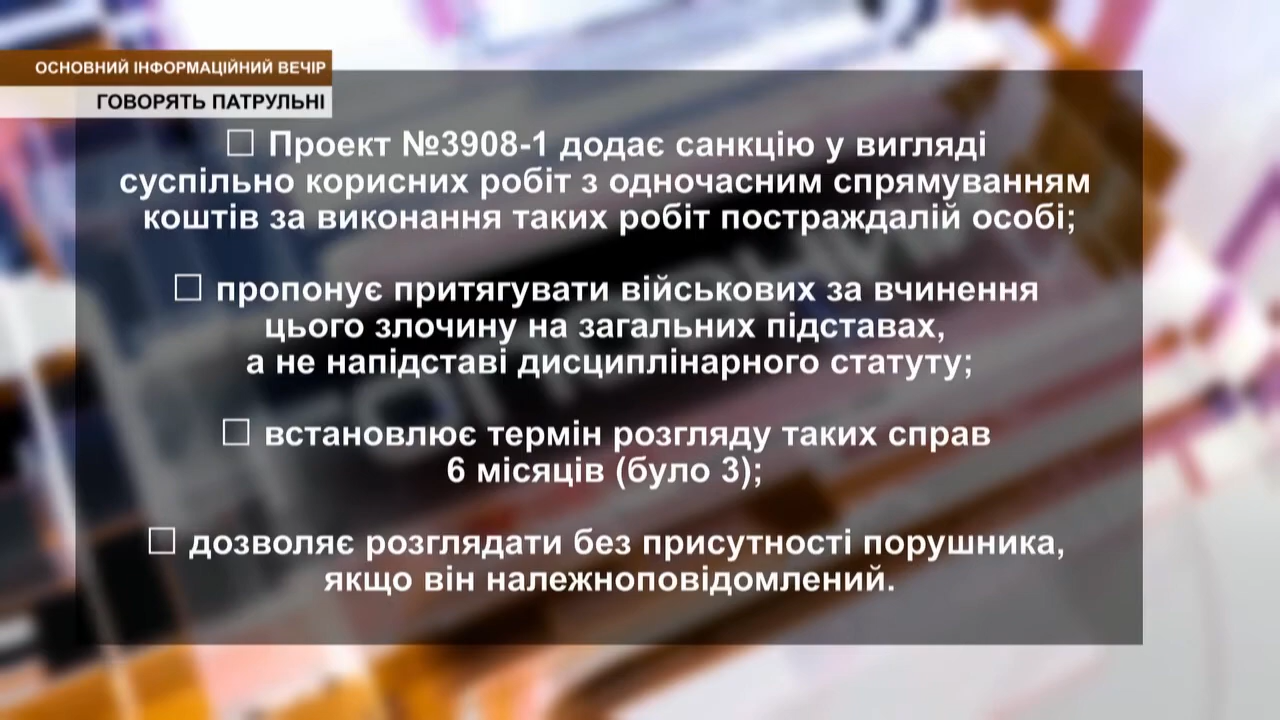 ОСНОВНИЙ ІНФОРМАЦІЙНИЙ ВЕЧІР
ГОВОРЯТЬ ПАТРУЛЬНІ
☐ Проект №3908-1 додає санкцію у вигляді
суспільно корисних робіт з одночасним спрямуванням
коштів за виконання таких робіт постраждалій особі;
☐ пропонує притягувати військових за вчинення
цього злочину на загальних підставах,
а не напідставі дисциплінарного статуту;
☐ встановлює термін розгляду таких справ
6 місяців (було 3);
☐ дозволяє розглядати без присутності порушника,
якщо він належноповідомлений.